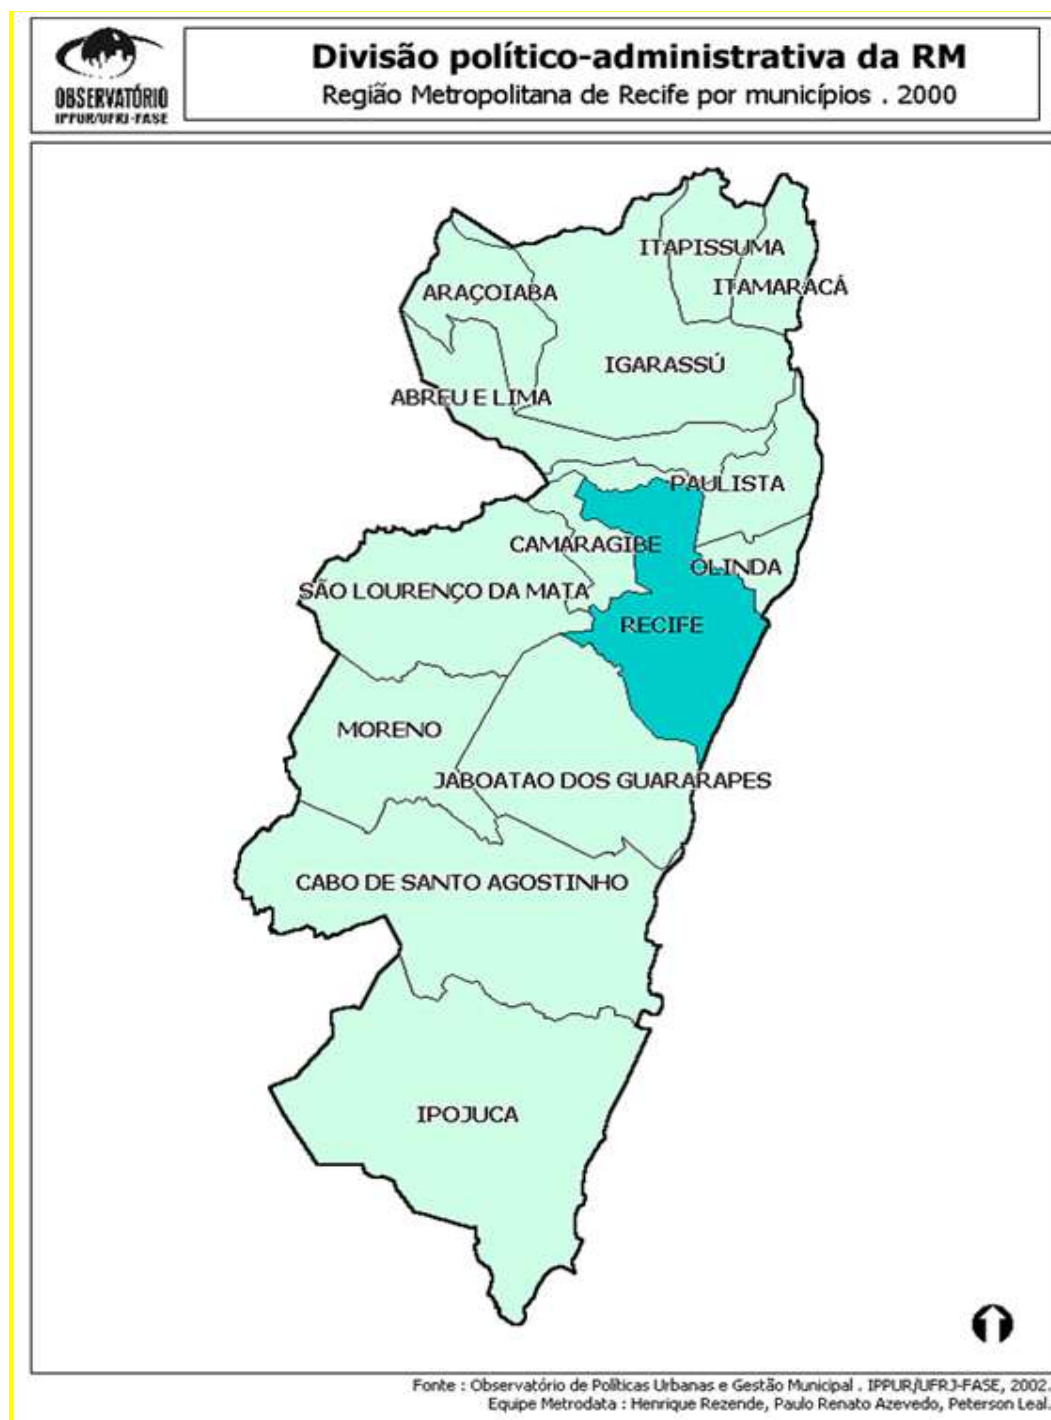 OBSERVATÓRIO
IPPUR/UFRJ-FASE
Divisão político-administrativa da RM
Região Metropolitana de Recife por municípios . 2000
ITAPISSUMA
ITAMARACÁ
ARAÇOIABA
IGARASSÚ
ABREU E LIMA
PAULISTA
CAMARAGIBE
OLINDA
SÃO LOURENÇO DA MATA
RECIFE
MORENO
JABOATAO DOS GUARARAPES
CABO DE SANTO AGOSTINHO
IPOJUCA
Fonte : Observatório de Políticas Urbanas e Gestão Municipal . IPPUR/UFRJ-FASE, 2002.
Equipe Metrodata : Henrique Rezende, Paulo Renato Azevedo, Peterson Leal.